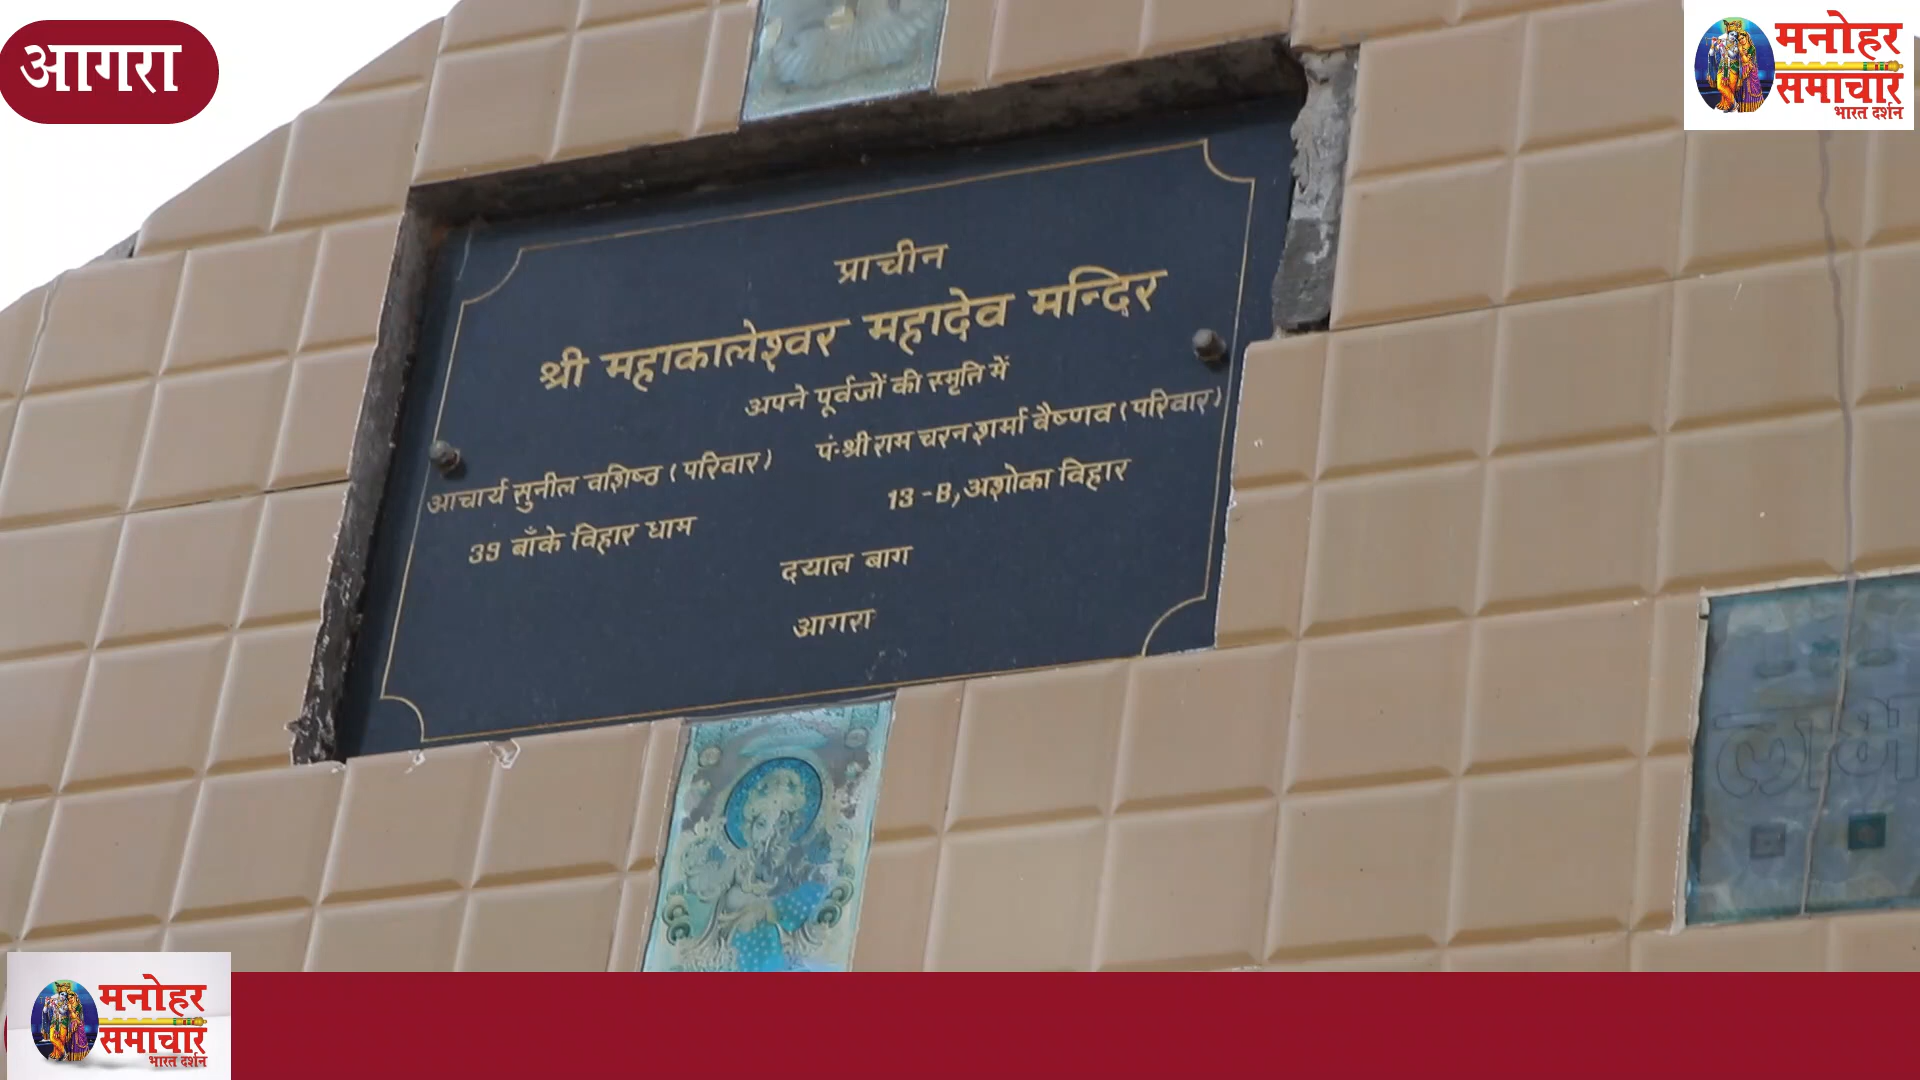 आगरा
मनोहर
समाचार
भारत दर्शन
प्राचीन
श्री महाकालेश्वर महादेव मन्दिर
अपने पूर्वजों की स्मृति में
आचार्य सुनील वशिष्ठ (परिवार) पं॰ श्री राम चरन शर्मा वैष्णव (परिवार)
39 बाँके विहार धाम 13-B, अशोका विहार
दयाल बाग
आगरा
मनोहर
समाचार
भारत दर्शन